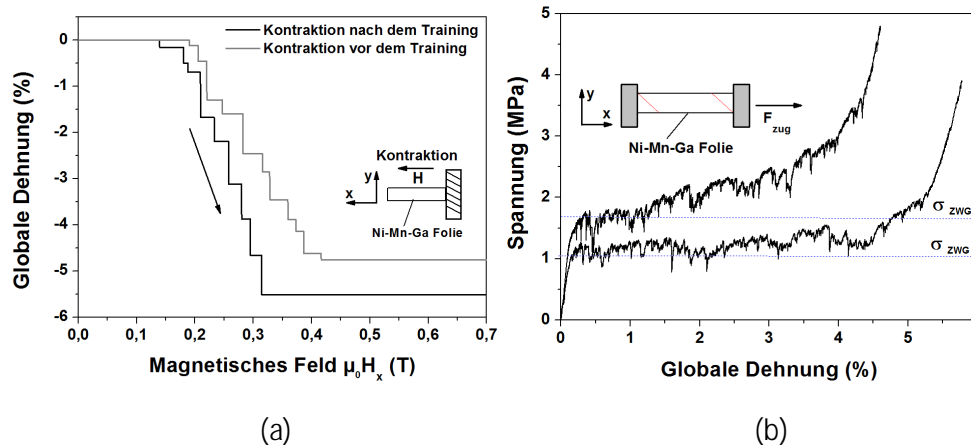 0
-1
-2
-3
-4
-5
-6
0,0
0,1
0,2
0,3
0,4
0,5
0,6
0,7
Globale Dehnung (%)
Magnetisches Feld μ₀Hₓ (T)
Kontraktion nach dem Training
Kontraktion vor dem Training
Kontraktion
H
y
x
Ni-Mn-Ga Folie
(a)
5
4
3
2
1
0
0
1
2
3
4
5
Spannung (MPa)
Globale Dehnung (%)
y
x
F zug
Ni-Mn-Ga Folie
σ ZWG
σ ZWG
(b)